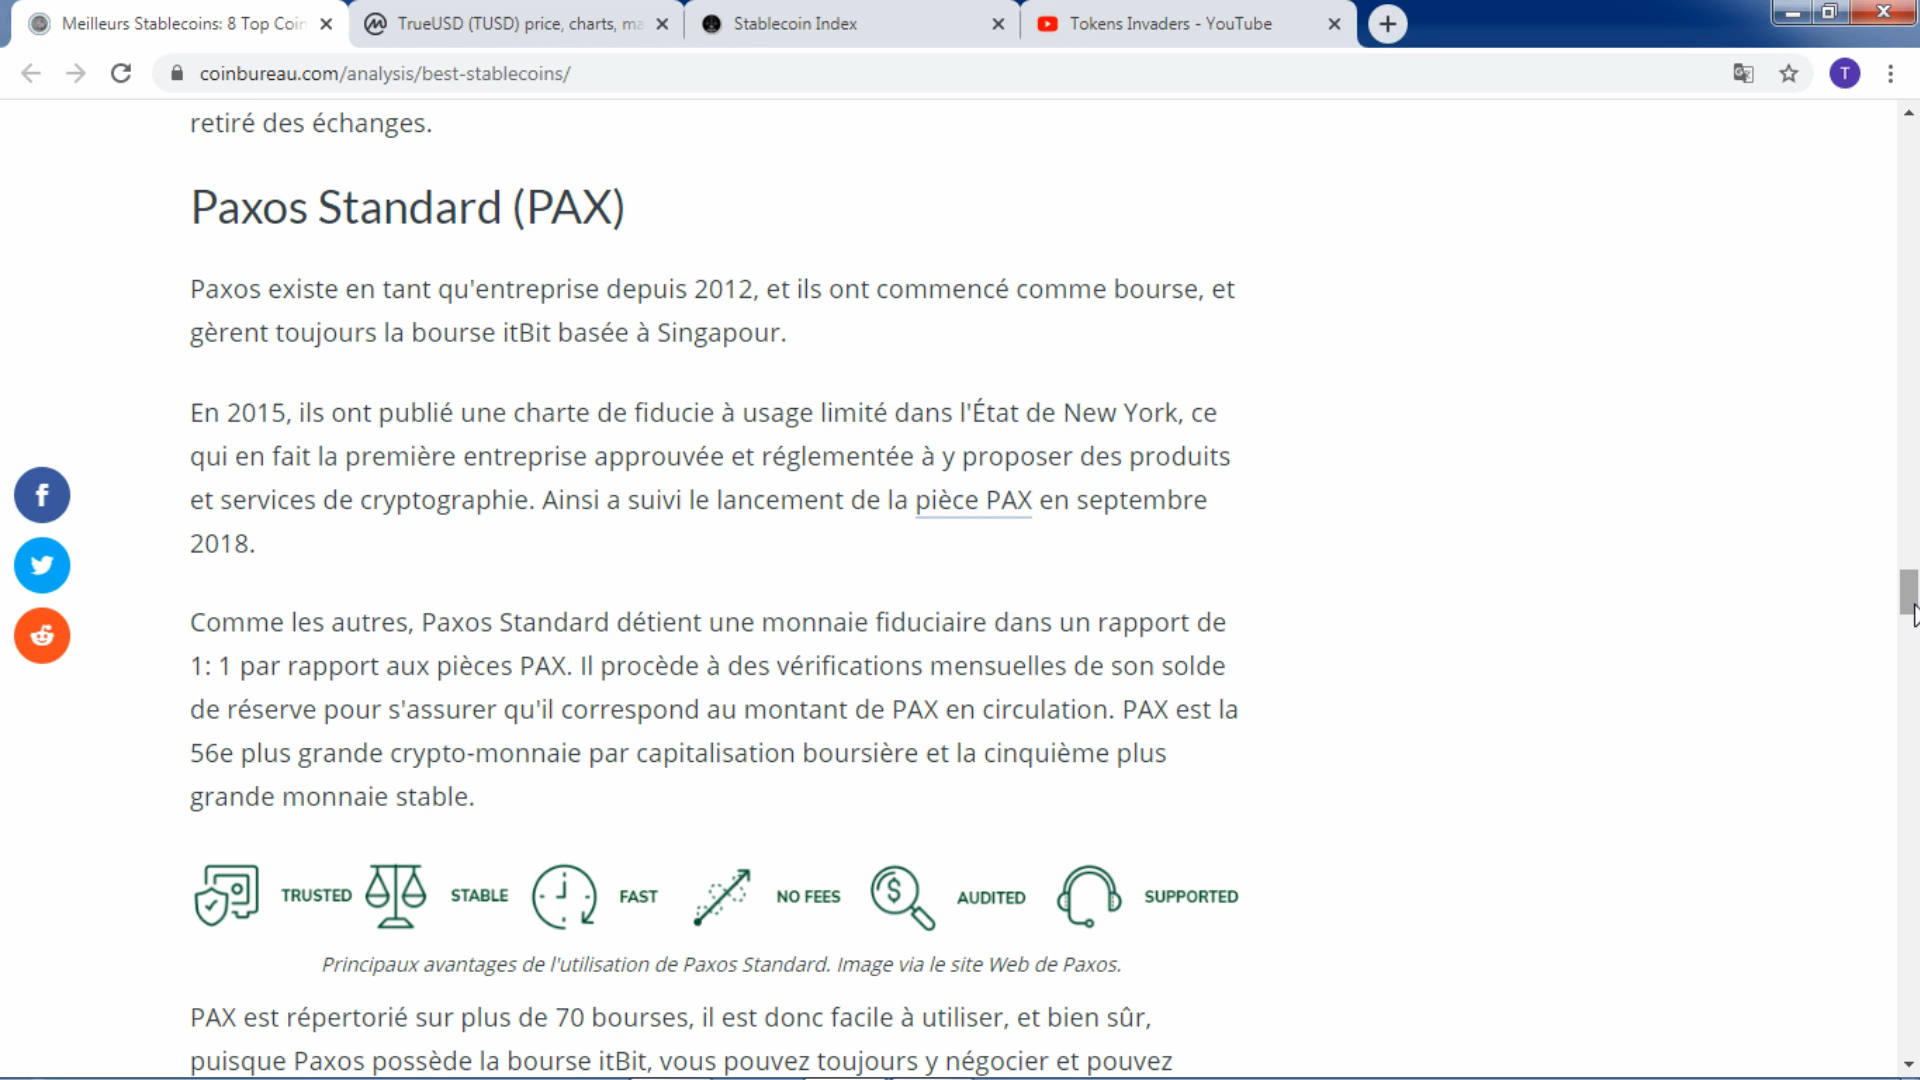 Meilleurs Stablecoins: 8 Top Coin
TrueUSD (TUSD) price, charts, ma
Stablecoin Index
Tokens Invaders - YouTube
coinbureau.com/analysis/best-stablecoins/
T
retiré des échanges.
Paxos Standard (PAX)
Paxos existe en tant qu'entreprise depuis 2012, et ils ont commencé comme bourse, et
gèrent toujours la bourse itBit basée à Singapour.
En 2015, ils ont publié une charte de fiducie à usage limité dans l'État de New York, ce
qui en fait la première entreprise approuvée et réglementée à y proposer des produits
et services de cryptographie. Ainsi a suivi le lancement de la pièce PAX en septembre
2018.
Comme les autres, Paxos Standard détient une monnaie fiduciaire dans un rapport de
1: 1 par rapport aux pièces PAX. Il procède à des vérifications mensuelles de son solde
de réserve pour s'assurer qu'il correspond au montant de PAX en circulation. PAX est la
56e plus grande crypto-monnaie par capitalisation boursière et la cinquième plus
grande monnaie stable.
TRUSTED STABLE FAST NO FEES AUDITED SUPPORTED
Principaux avantages de l'utilisation de Paxos Standard. Image via le site Web de Paxos.
PAX est répertorié sur plus de 70 bourses, il est donc facile à utiliser, et bien sûr,
puisque Paxos possède la bourse itBit, vous pouvez toujours y négocier et pouvez